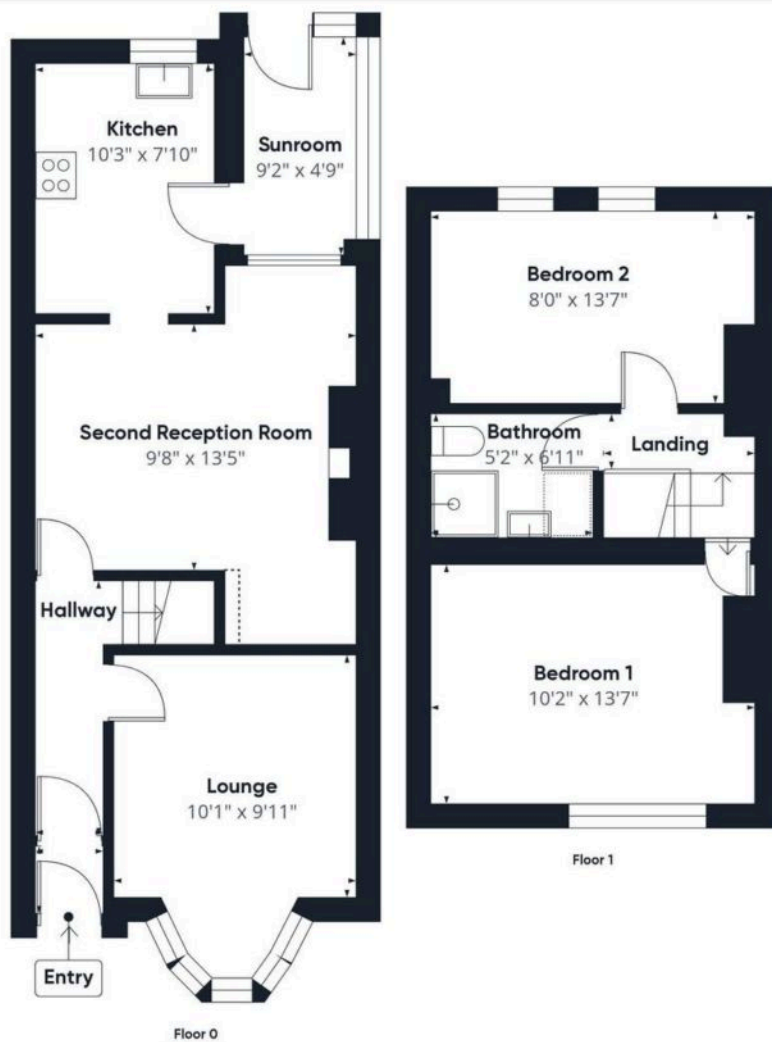 Kitchen
10'3" x 7'10"
Sunroom
9'2" x 4'9"
Second Reception Room
9'8" x 13'5"
Hallway
Lounge
10'1" x 9'11"
Entry
Floor 0
Bedroom 2
8'0" x 13'7"
Bathroom
5'2" x 6'11"
Landing
Bedroom 1
10'2" x 13'7"
Floor 1